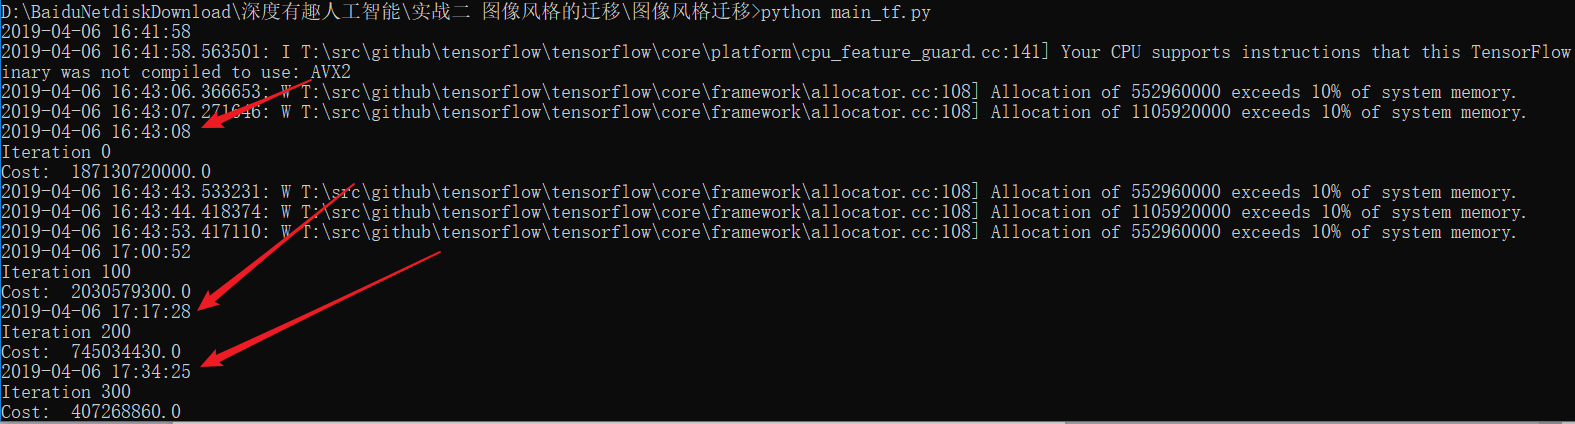 D:\BaiduNetdiskDownload\深度有趣人工智能\实战二 图像风格的迁移\图像风格迁移>python main_tf.py
2019-04-06 16:41:58
2019-04-06 16:41:58.563501: I T:\src\github\tensorflow\tensorflow\core\platform\cpu_feature_guard.cc:141] Your CPU supports instructions that this TensorFlow
inary was not compiled to use: AVX2
2019-04-06 16:43:06.366653: W T:\src\github\tensorflow\tensorflow\core\framework\allocator.cc:108] Allocation of 552960000 exceeds 10% of system memory.
2019-04-06 16:43:07.271646: W T:\src\github\tensorflow\tensorflow\core\framework\allocator.cc:108] Allocation of 1105920000 exceeds 10% of system memory.
2019-04-06 16:43:08
Iteration 0
Cost:  187130720000.0
2019-04-06 16:43:43.533231: W T:\src\github\tensorflow\tensorflow\core\framework\allocator.cc:108] Allocation of 552960000 exceeds 10% of system memory.
2019-04-06 16:43:44.418374: W T:\src\github\tensorflow\tensorflow\core\framework\allocator.cc:108] Allocation of 1105920000 exceeds 10% of system memory.
2019-04-06 16:43:53.417110: W T:\src\github\tensorflow\tensorflow\core\framework\allocator.cc:108] Allocation of 552960000 exceeds 10% of system memory.
2019-04-06 17:00:52
Iteration 100
Cost:  2030579300.0
2019-04-06 17:17:28
Iteration 200
Cost:  745034430.0
2019-04-06 17:34:25
Iteration 300
Cost:  407268860.0